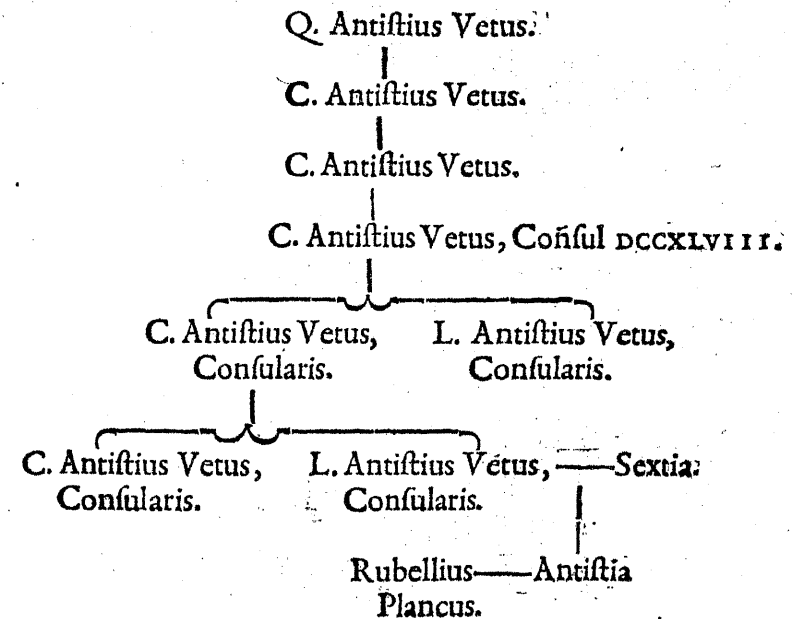 Q. Antiſtius Vetus.
C. Antiſtius Vetus.
C. Antiſtius Vetus.
C. Antiſtius Vetus, Coñſul DCCXLVIII.
C. Antiſtius Vetus, L. Antiſtius Vetus,
Conſularis. Conſularis.
C. Antiſtius Vetus, L. Antiſtius Vetus, Sextia.
Conſularis. Conſularis.
Rubellius Antiſtia
Plancus.